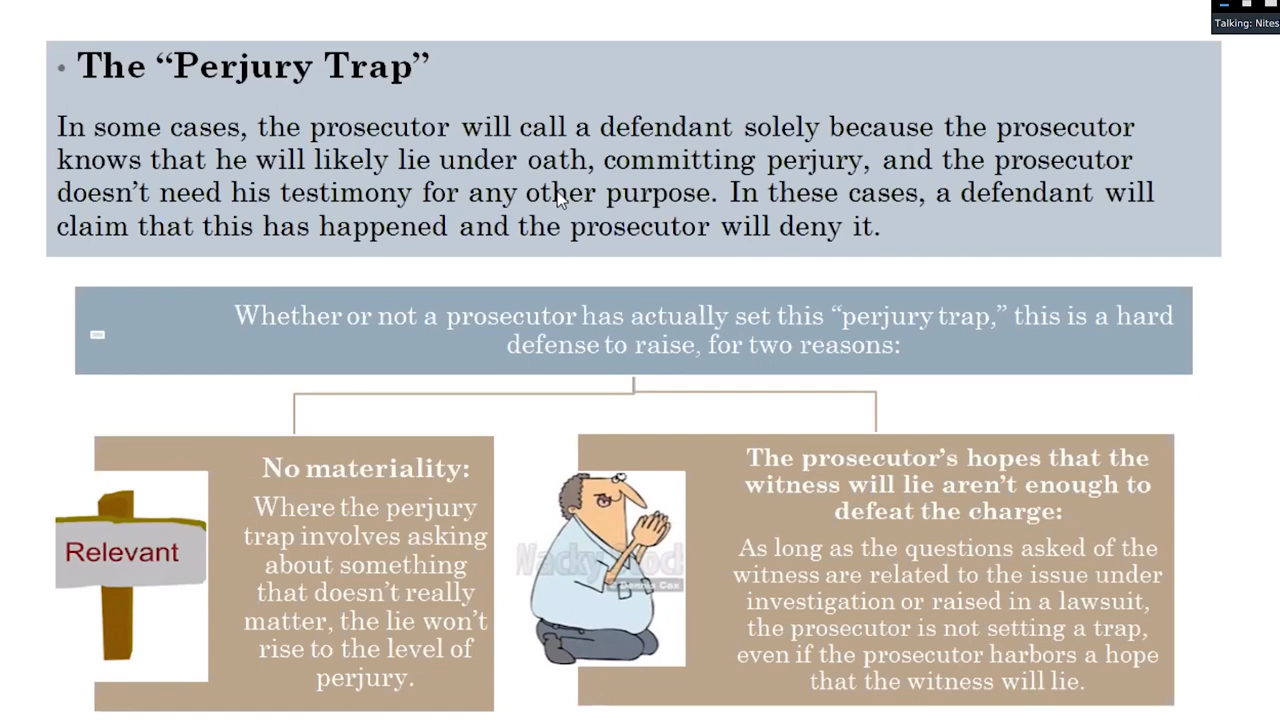 Talking: Nites
• The “Perjury Trap”
In some cases, the prosecutor will call a defendant solely because the prosecutor
knows that he will likely lie under oath, committing perjury, and the prosecutor
doesn’t need his testimony for any other purpose. In these cases, a defendant will
claim that this has happened and the prosecutor will deny it.
Whether or not a prosecutor has actually set this “perjury trap,” this is a hard
defense to raise, for two reasons:
Relevant
No materiality:
Where the perjury
trap involves asking
about something
that doesn’t really
matter, the lie won’t
rise to the level of
perjury.
Dennis Cox
The prosecutor’s hopes that the
witness will lie aren’t enough to
defeat the charge:
As long as the questions asked of the
witness are related to the issue under
investigation or raised in a lawsuit,
the prosecutor is not setting a trap,
even if the prosecutor harbors a hope
that the witness will lie.